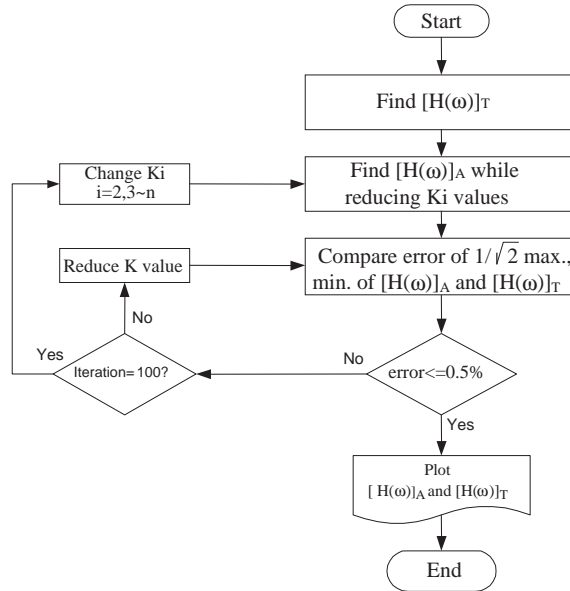 Start
Find [H(ω)]T
Change Ki
i=2,3~n
Find [H(ω)]A while
reducing Ki values
Reduce K value
Compare error of 1/√2 max.,
min. of [H(ω)]A and [H(ω)]T
No
Yes
Iteration= 100?
No
error<=0.5%
Yes
Plot
[ H(ω)]A and [H(ω)]T
End